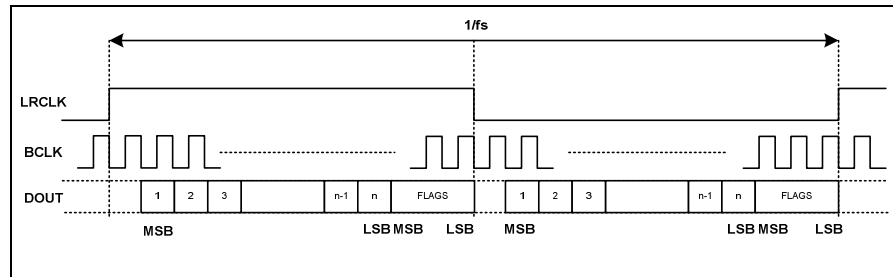 1/fs
LRCLK
BCLK
DOUT 1 2 3 n-1 n FLAGS 1 2 3 n-1 n FLAGS
MSB LSB MSB LSB MSB LSB MSB LSB